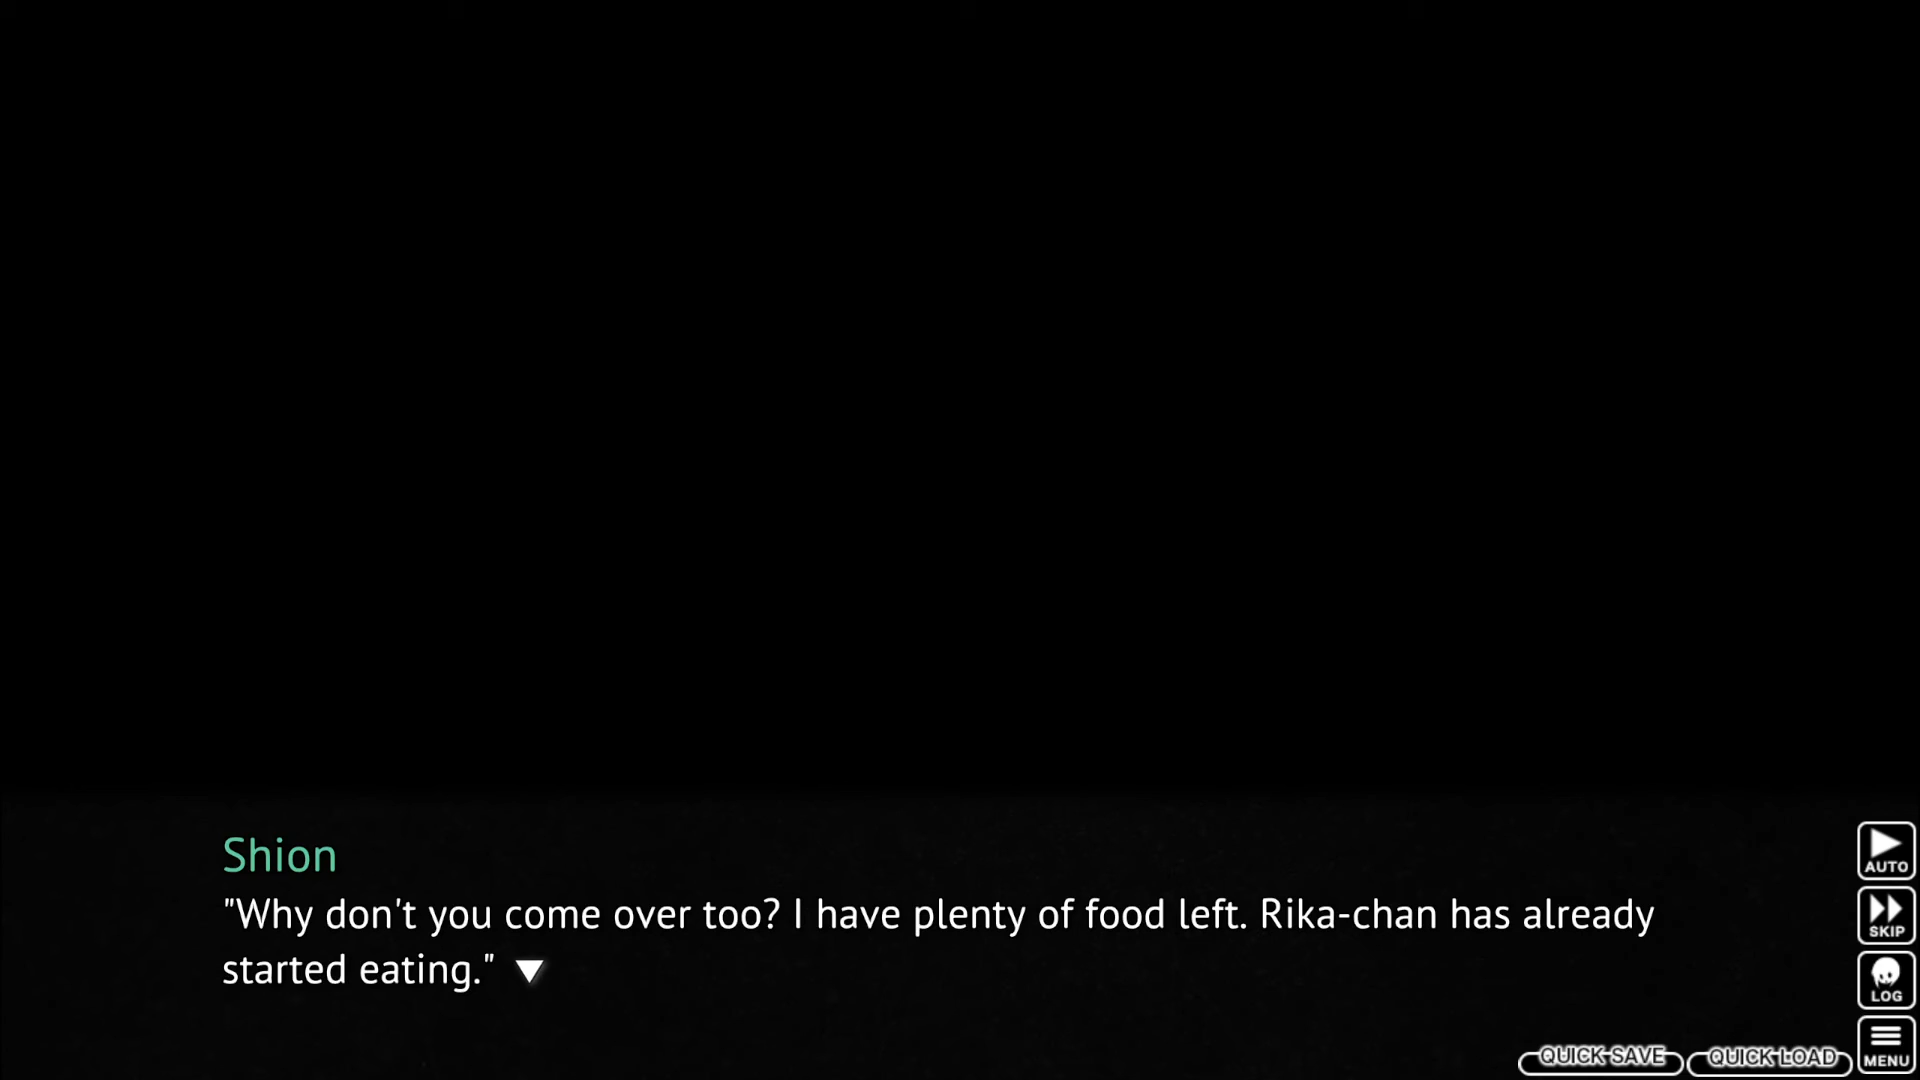 Shion
"Why don't you come over too? I have plenty of food left. Rika-chan has already
started eating."
AUTO
SKIP
LOG
MENU
QUICK SAVE QUICK LOAD